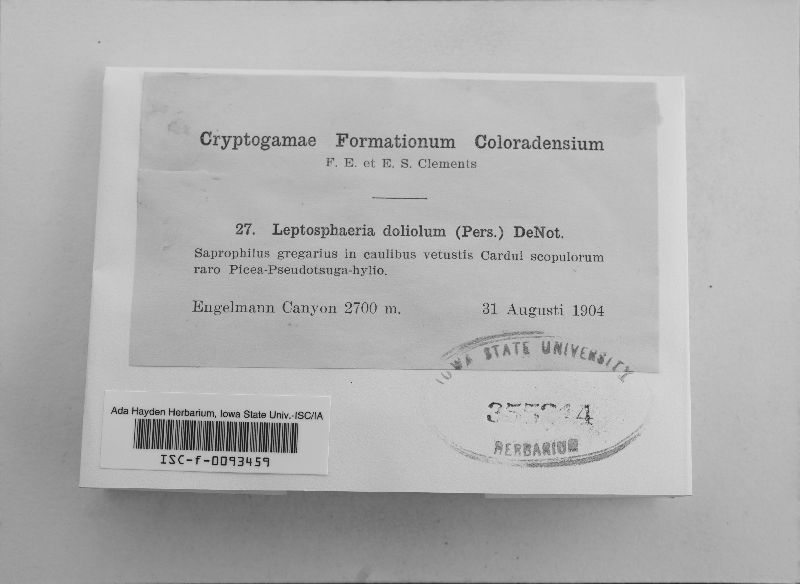 Cryptogamae Formationum Coloradensium
F. E. et E. S. Clements
27. Leptosphaeria doliolum (Pers.) DeNot.
Saprophilus gregarius in caulibus vetustis Cardui scopulorum
raro Picea-Pseudotsuga-hylio.
Engelmann Canyon 2700 m. 31 Augusti 1904
IOWA STATE UNIVERSITY
HERBARIUM
Ada Hayden Herbarium, Iowa State Univ.-ISC/IA
ISC-f-0093459